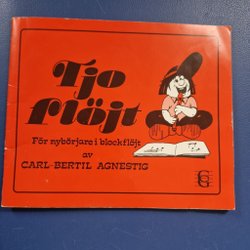 Tjo
flöjt
För nybörjare i blockflöjt
av
CARL-BERTIL AGNESTIG